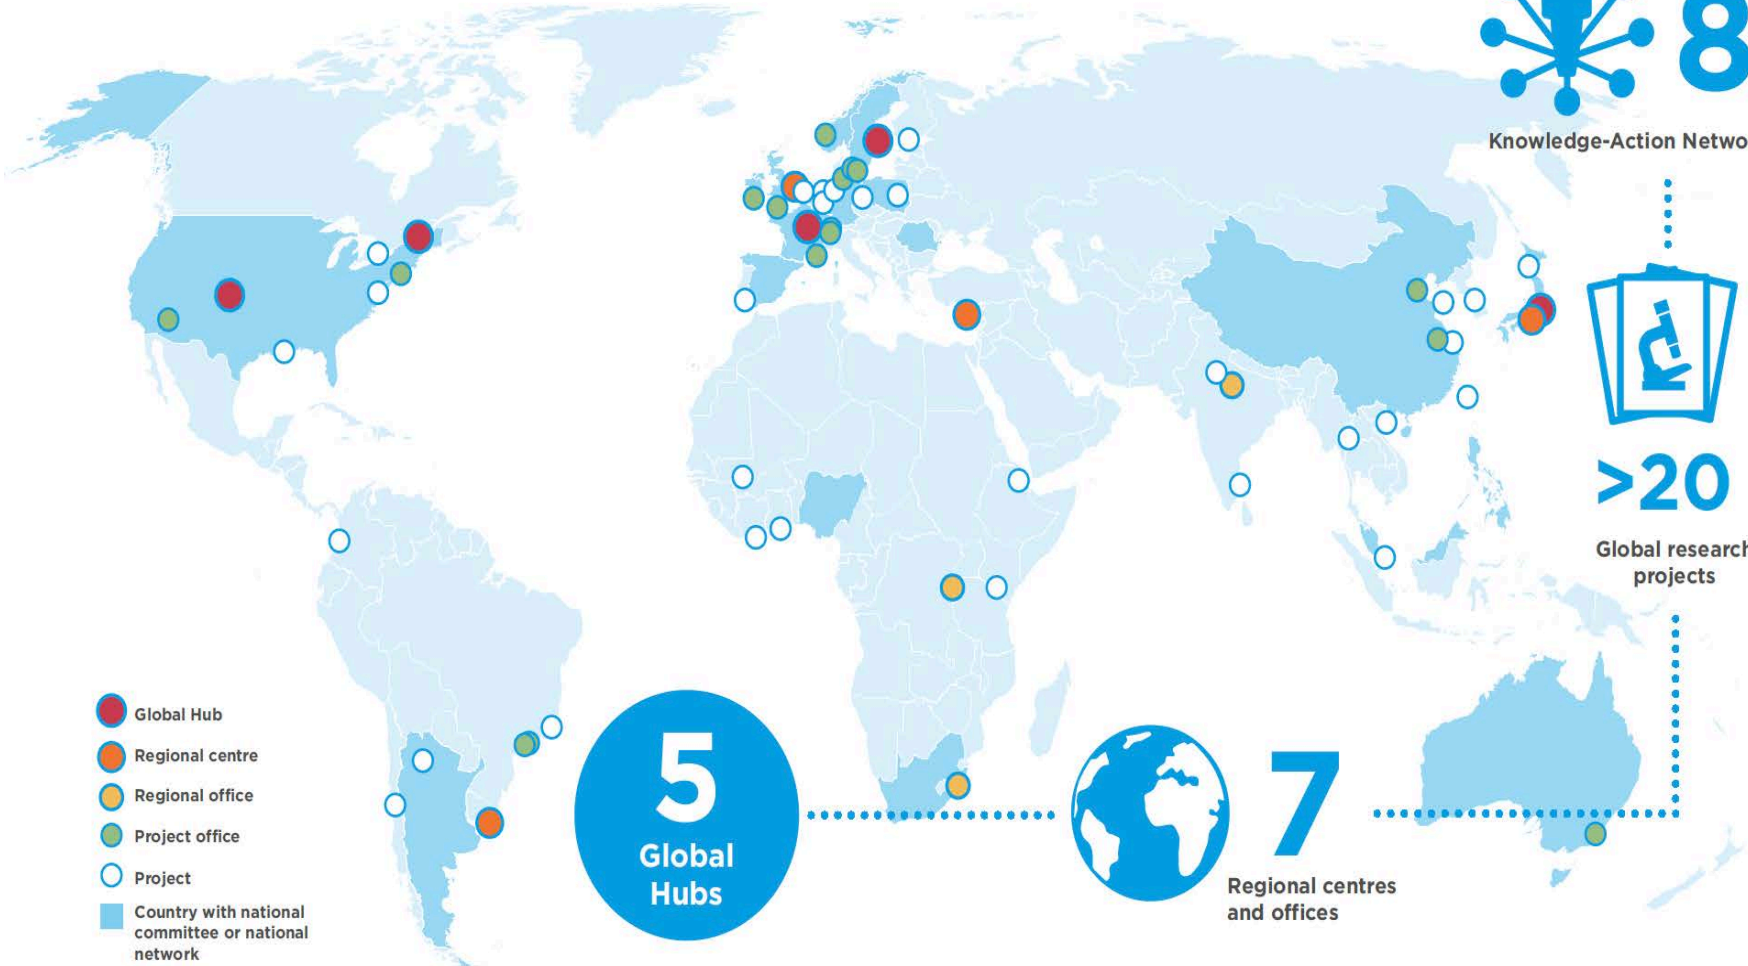 8
Knowledge-Action
>20
Global research
projects
Global Hub
Regional centre
Regional office
Project office
Project
Country with national
committee or national
network
5
Global
Hubs
7
Regional centres
and offices